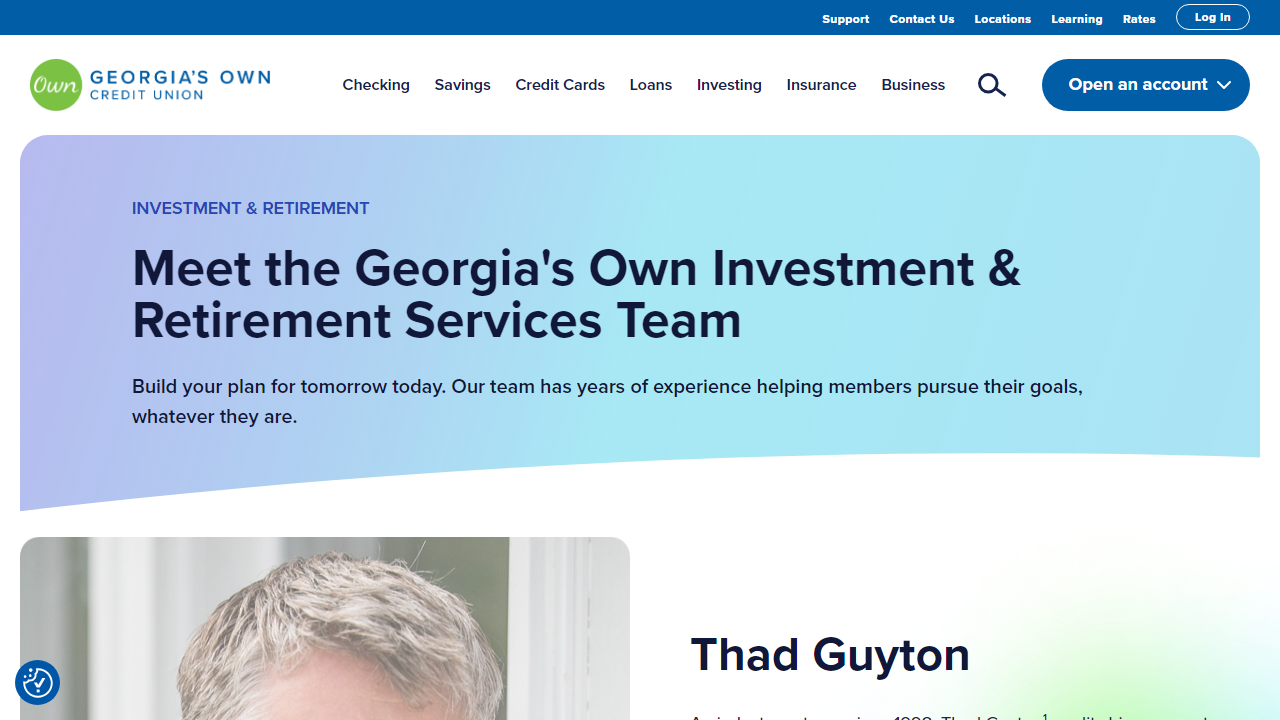 Support Contact Us Locations Learning Rates Log In
Own GEORGIA'S OWN
CREDIT UNION
Checking Savings Credit Cards Loans Investing Insurance Business Open an account
INVESTMENT & RETIREMENT
Meet the Georgia's Own Investment &
Retirement Services Team
Build your plan for tomorrow today. Our team has years of experience helping members pursue their goals,
whatever they are.
Thad Guyton